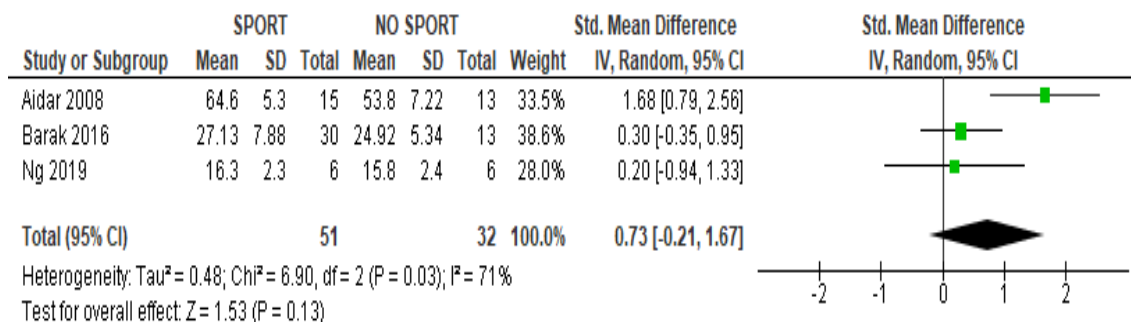 SPORT NO SPORT Std. Mean Difference Std. Mean Difference
Study or Subgroup Mean SD Total Mean SD Total Weight IV, Random, 95% CI IV, Random, 95% CI
Aidar 2008 64.6 5.3 15 53.8 7.22 13 33.5% 1.68 [0.79, 2.56]
Barak 2016 27.13 7.88 30 24.92 5.34 13 38.6% 0.30 [-0.35, 0.95]
Ng 2019 16.3 2.3 6 15.8 2.4 6 28.0% 0.20 [-0.94, 1.33]
Total (95% CI) 51 32 100.0% 0.73 [-0.21, 1.67]
Heterogeneity: Tau² = 0.48; Chi² = 6.90, df = 2 (P = 0.03); I² = 71%
Test for overall effect: Z = 1.53 (P = 0.13)
-2 -1 0 1 2